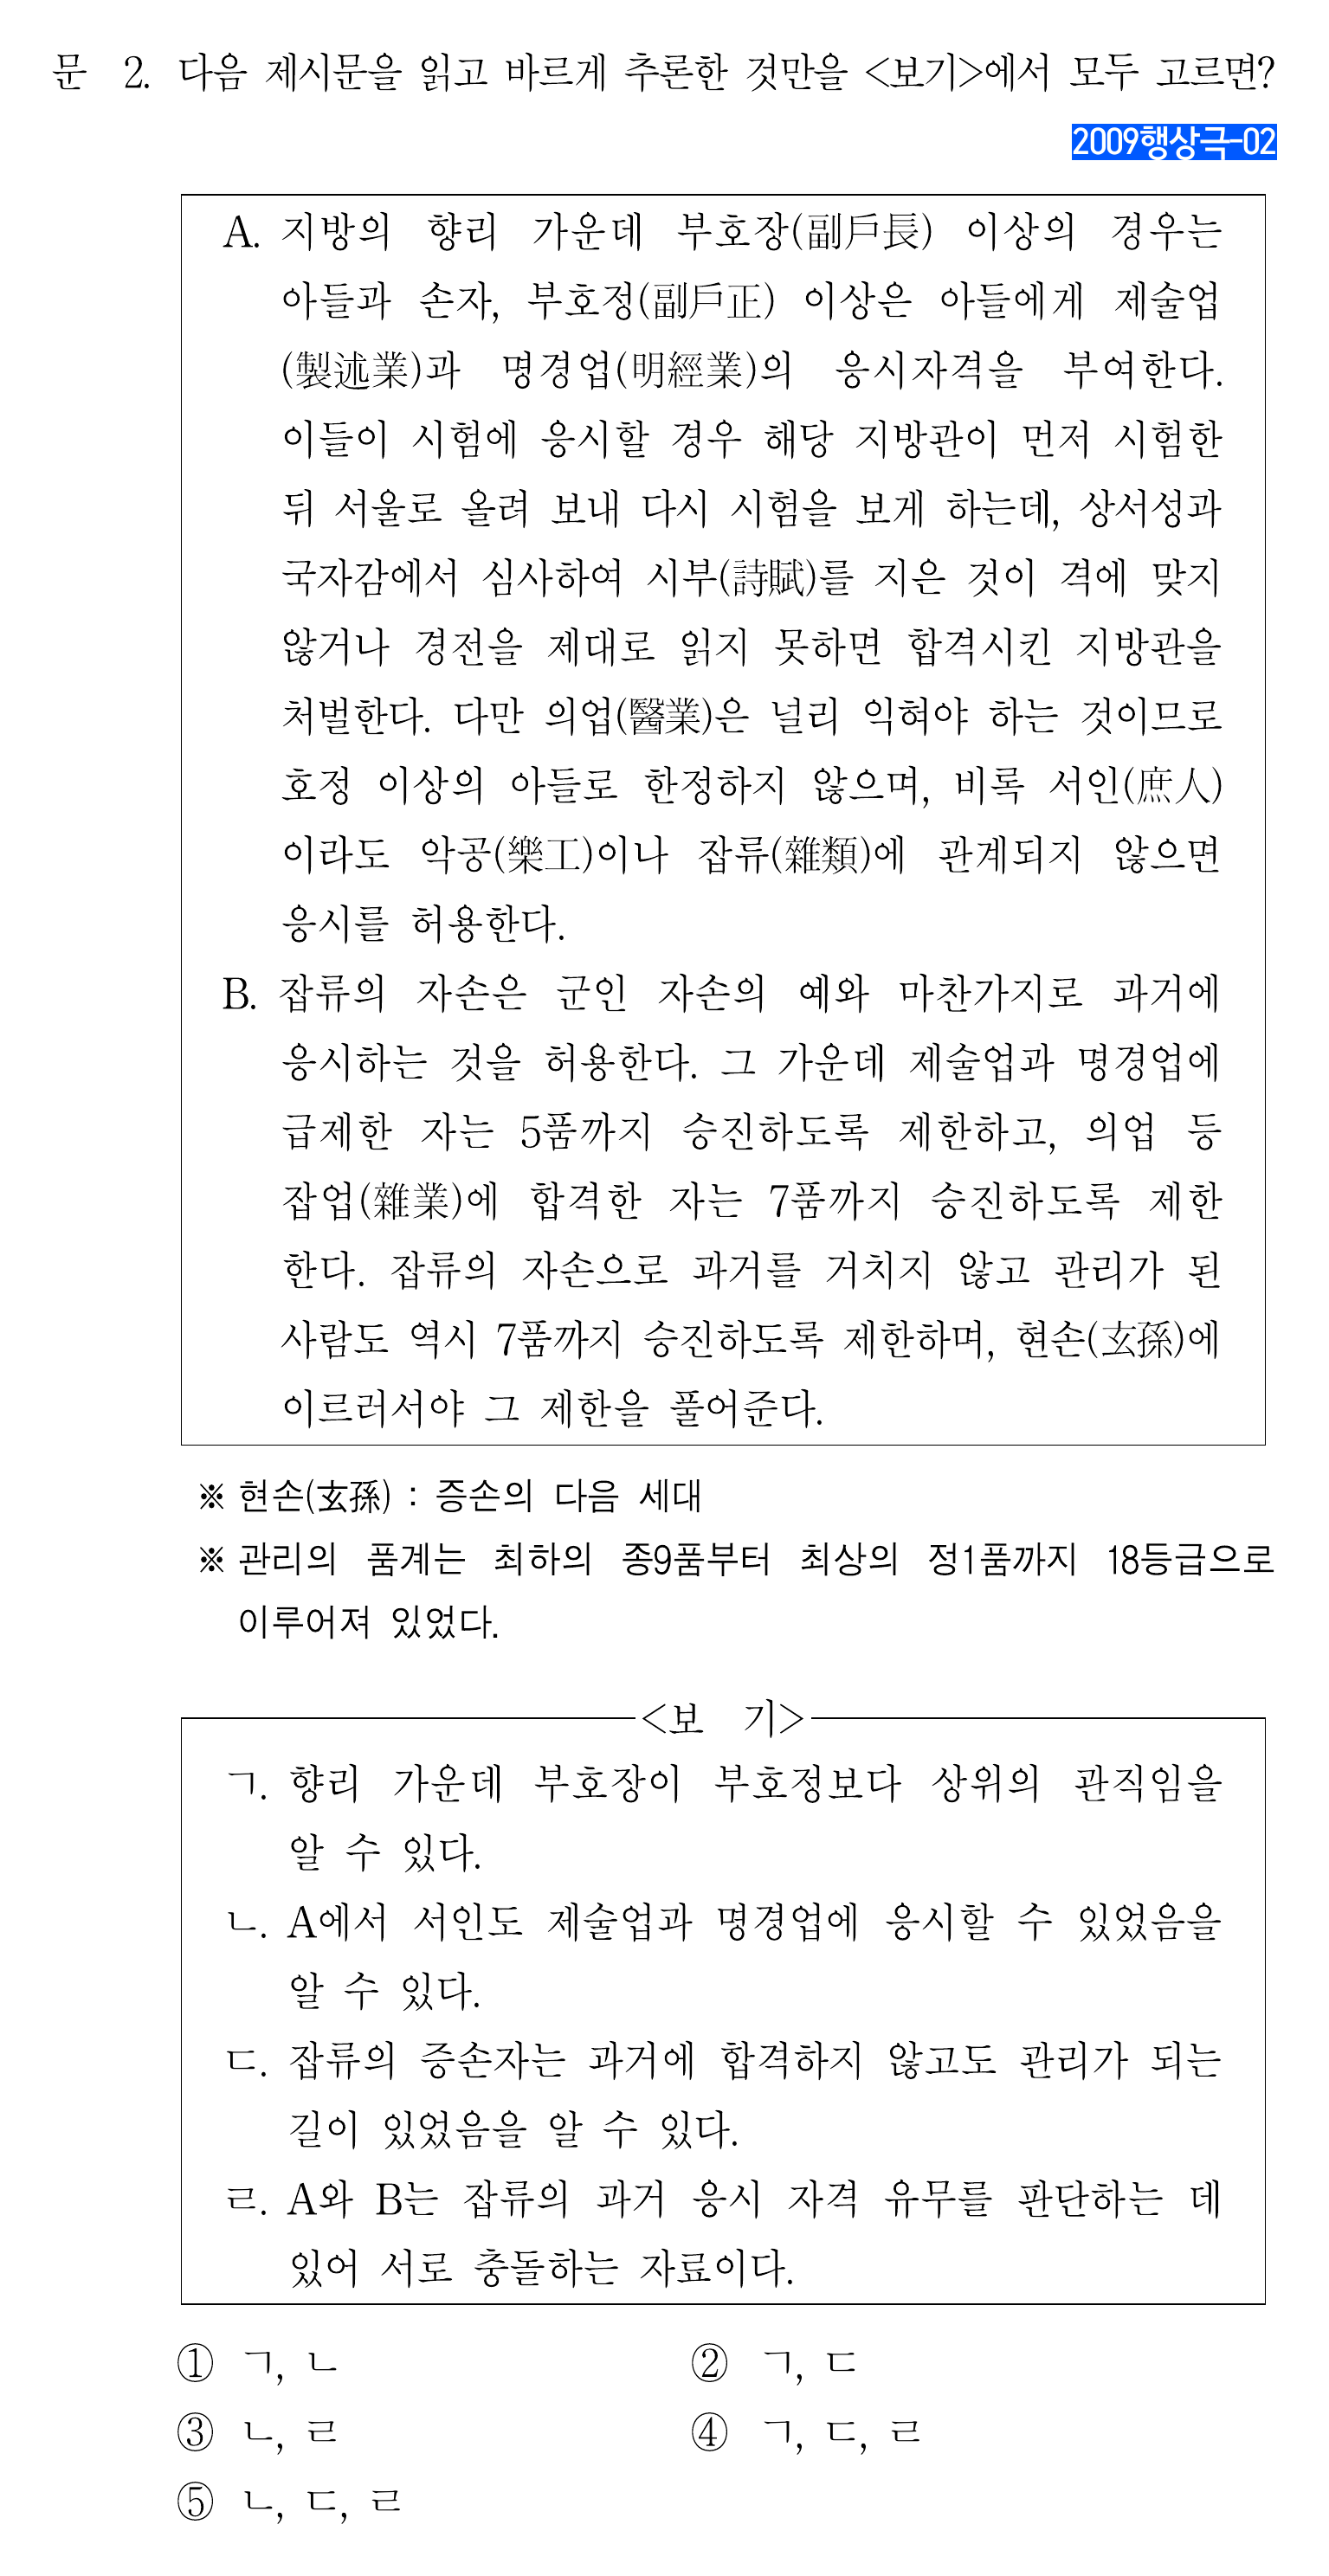 문 2. 다음 제시문을 읽고 바르게 추론한 것만을 <보기>에서 모두 고르면?
2009행상극-02
A. 지방의 향리 가운데 부호장(副戶長) 이상의 경우는
아들과 손자, 부호정(副戶正) 이상은 아들에게 제술업
(製述業)과 명경업(明經業)의 응시자격을 부여한다.
이들이 시험에 응시할 경우 해당 지방관이 먼저 시험한
뒤 서울로 올려 보내 다시 시험을 보게 하는데, 상서성과
국자감에서 심사하여 시부(詩賦)를 지은 것이 격에 맞지
않거나 경전을 제대로 읽지 못하면 합격시킨 지방관을
처벌한다. 다만 의업(醫業)은 널리 익혀야 하는 것이므로
호정 이상의 아들로 한정하지 않으며, 비록 서인(庶人)
이라도 악공(樂工)이나 잡류(雜類)에 관계되지 않으면
응시를 허용한다.
B. 잡류의 자손은 군인 자손의 예와 마찬가지로 과거에
응시하는 것을 허용한다. 그 가운데 제술업과 명경업에
급제한 자는 5품까지 승진하도록 제한하고, 의업 등
잡업(雜業)에 합격한 자는 7품까지 승진하도록 제한
한다. 잡류의 자손으로 과거를 거치지 않고 관리가 된
사람도 역시 7품까지 승진하도록 제한하며, 현손(玄孫)에
이르러서야 그 제한을 풀어준다.
※ 현손(玄孫) : 증손의 다음 세대
※ 관리의 품계는 최하의 종9품부터 최상의 정1품까지 18등급으로
이루어져 있었다.
<보 기>
ㄱ. 향리 가운데 부호장이 부호정보다 상위의 관직임을
알 수 있다.
ㄴ. A에서 서인도 제술업과 명경업에 응시할 수 있었음을
알 수 있다.
ㄷ. 잡류의 증손자는 과거에 합격하지 않고도 관리가 되는
길이 있었음을 알 수 있다.
ㄹ. A와 B는 잡류의 과거 응시 자격 유무를 판단하는 데
있어 서로 충돌하는 자료이다.
① ㄱ, ㄴ ② ㄱ, ㄷ
③ ㄴ, ㄹ ④ ㄱ, ㄷ, ㄹ
⑤ ㄴ, ㄷ, ㄹ